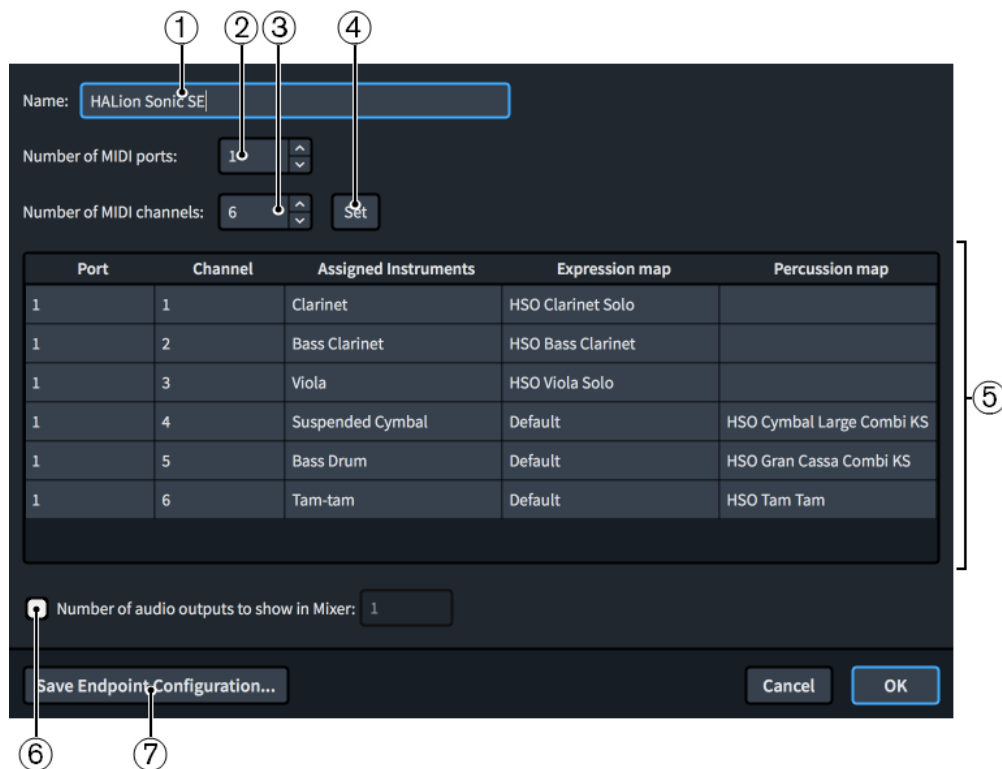 ① ② ③ ④
Name: HALion Sonic SE
Number of MIDI ports: 1
Number of MIDI channels: 6 Set
Port Channel Assigned Instruments Expression map Percussion map
1 1 Clarinet HSO Clarinet Solo
1 2 Bass Clarinet HSO Bass Clarinet
1 3 Viola HSO Viola Solo
1 4 Suspended Cymbal Default HSO Cymbal Large Combi KS
⑤
1 5 Bass Drum Default HSO Gran Cassa Combi KS
1 6 Tam-tam Default HSO Tam Tam
Number of audio outputs to show in Mixer: 1
Save Endpoint Configuration... Cancel OK
⑥ ⑦